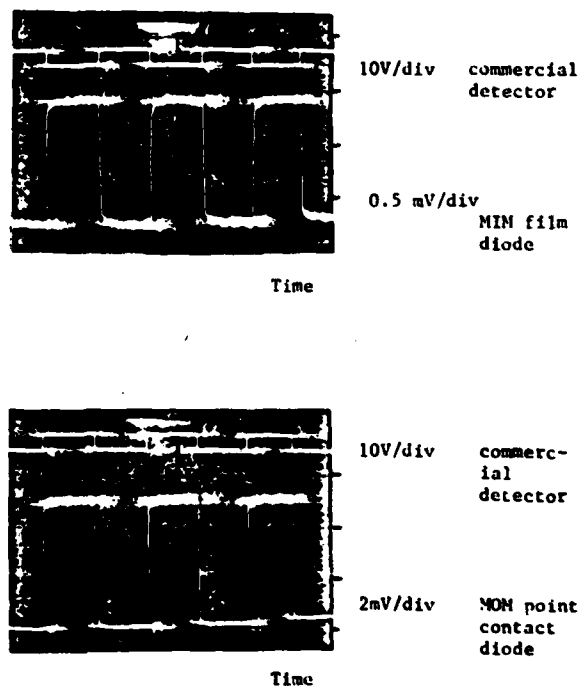 10V/div commercial
detector
0.5 mV/div
MIM film
diode
Time
10V/div commerc-
ial
detector
2mV/div MOM point
contact
diode
Time